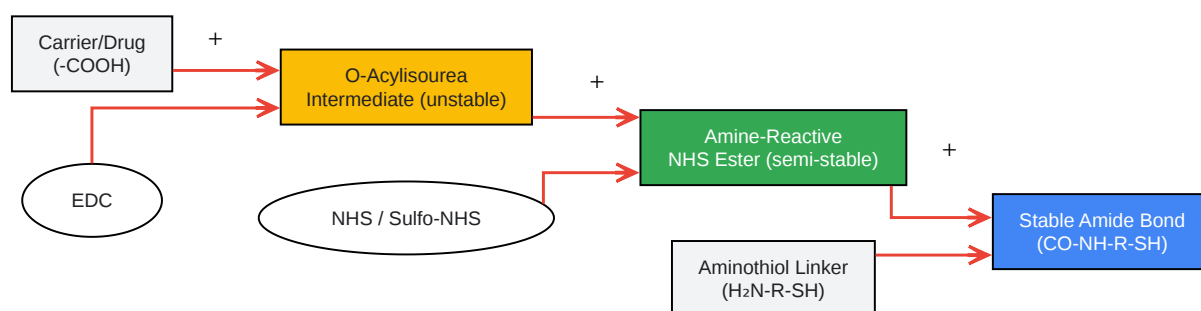 Carrier/Drug
(-COOH)
+
O-Acylisourea
Intermediate (unstable)
+
EDC
NHS / Sulfo-NHS
Amine-Reactive
NHS Ester (semi-stable)
+
Aminothiol Linker
(H₂N-R-SH)
Stable Amide Bond
(CO-NH-R-SH)